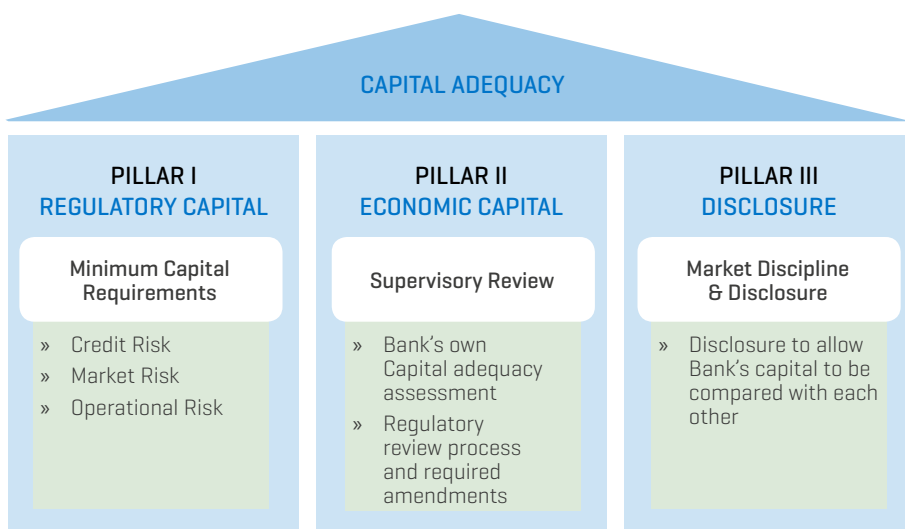 CAPITAL ADEQUACY
PILLAR I
REGULATORY CAPITAL
Minimum Capital
Requirements
» Credit Risk
» Market Risk
» Operational Risk
PILLAR II
ECONOMIC CAPITAL
Supervisory Review
» Bank's own
Capital adequacy
assessment
» Regulatory
review process
and required
amendments
PILLAR III
DISCLOSURE
Market Discipline
& Disclosure
» Disclosure to allow
Bank's capital to be
compared with each
other